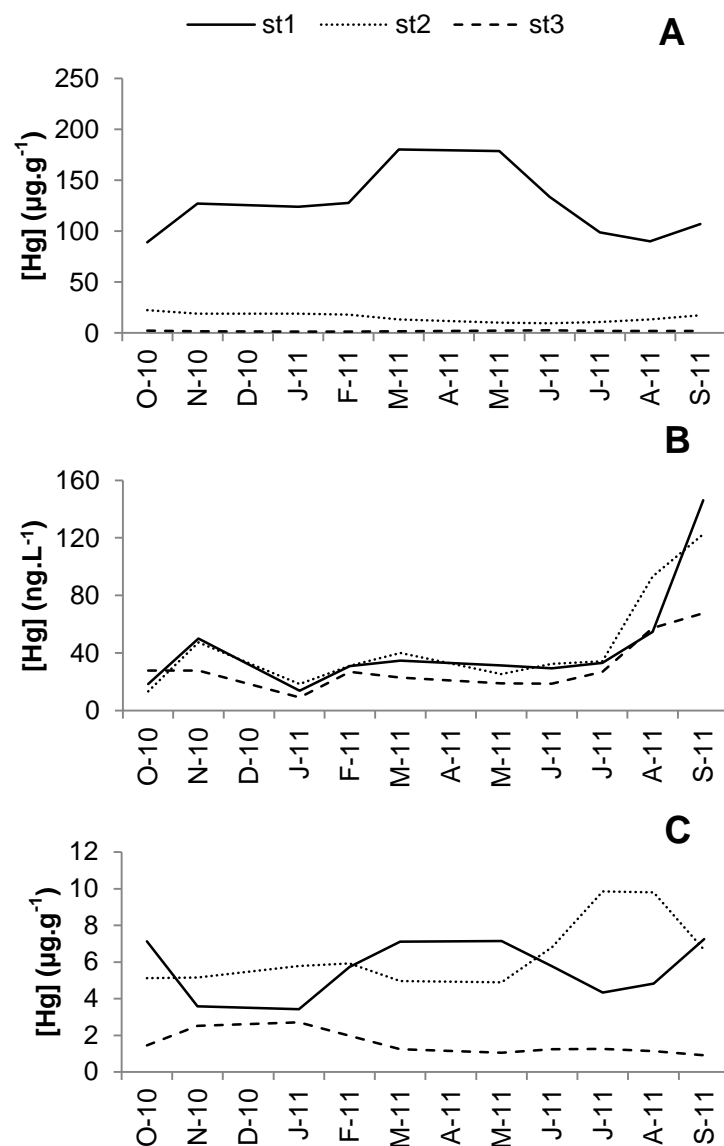 st1 st2 st3
A
[Hg] (µg.g-1)
250
200
150
100
50
0
O-10 N-10 D-10 J-11 F-11 M-11 A-11 M-11 J-11 J-11 A-11 S-11
B
[Hg] (ng.L-1)
160
120
80
40
0
O-10 N-10 D-10 J-11 F-11 M-11 A-11 M-11 J-11 J-11 A-11 S-11
C
[Hg] (µg.g-1)
12
10
8
6
4
2
0
O-10 N-10 D-10 J-11 F-11 M-11 A-11 M-11 J-11 J-11 A-11 S-11